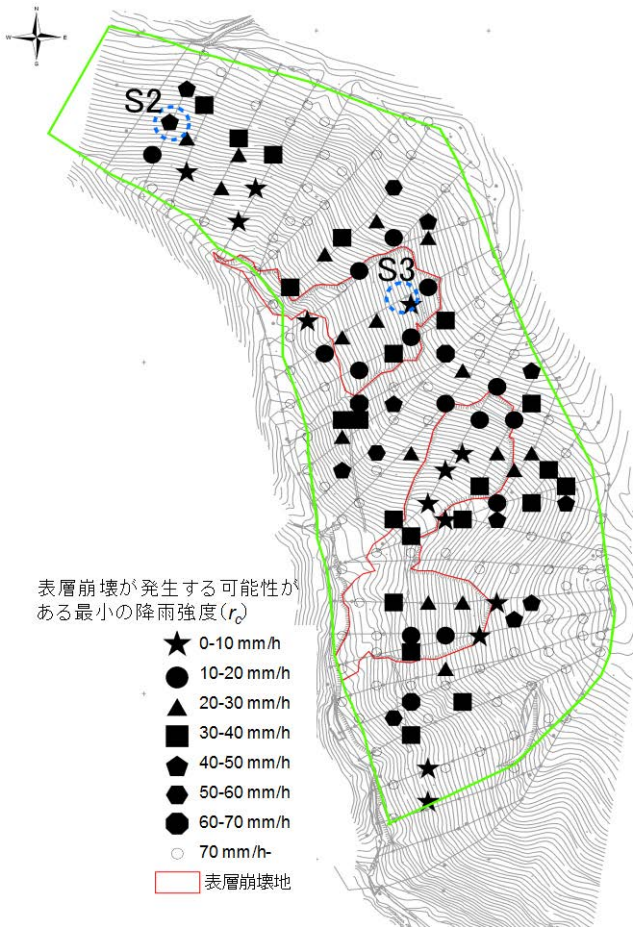 N
W
E
S
S2
S3
表層崩壊が発生する可能性が
ある最小の降雨強度(rc)
0-10 mm/h
10-20 mm/h
20-30 mm/h
30-40 mm/h
40-50 mm/h
50-60 mm/h
60-70 mm/h
70 mm/h-
表層崩壊地